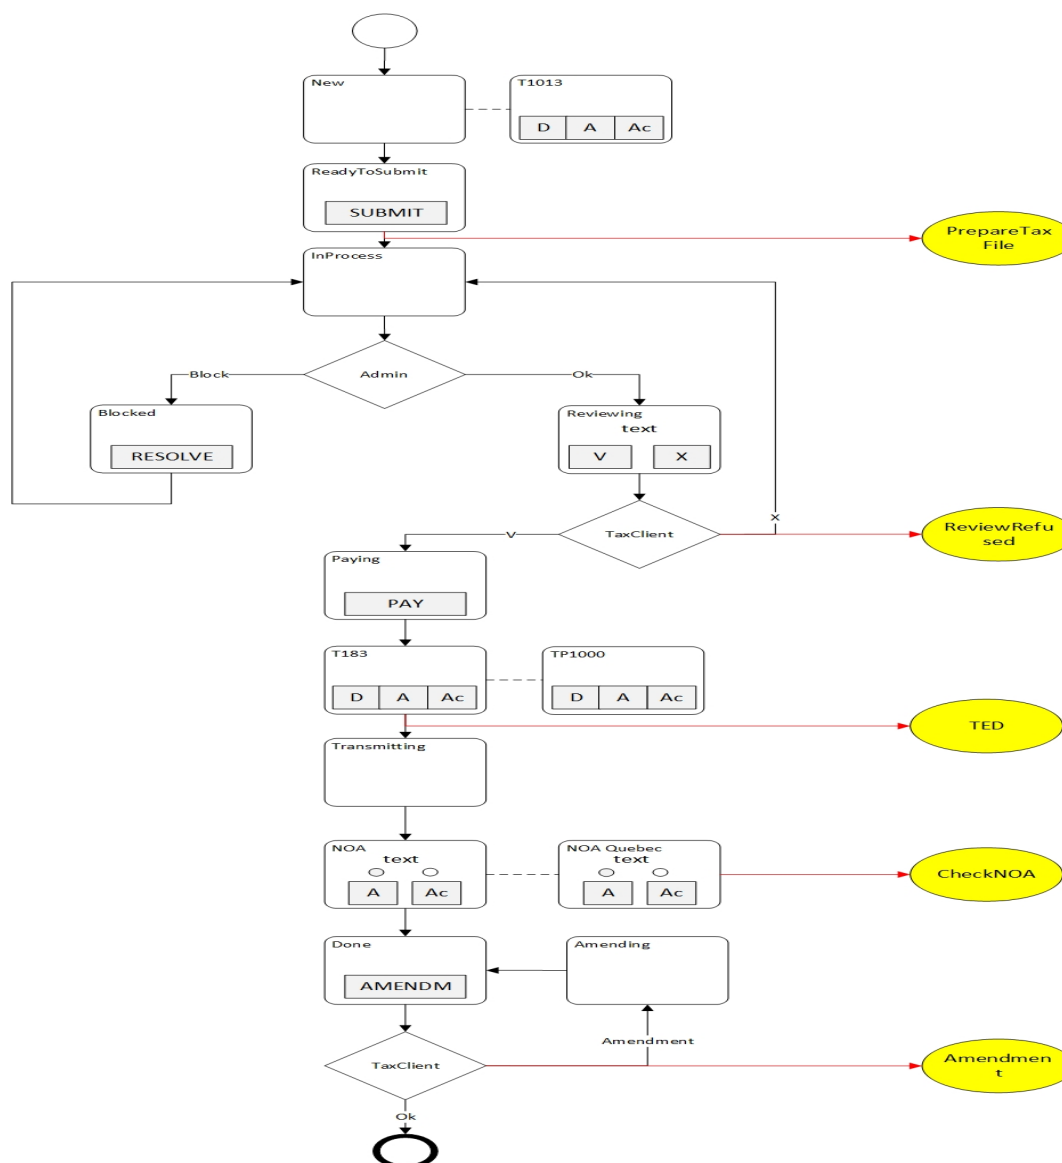 New
T1013
D A Ac
ReadyToSubmit
SUBMIT
PrepareTax
File
InProcess
Admin
Block
Ok
Blocked
RESOLVE
Reviewing
text
V X
X
TaxClient
V
ReviewRefu
sed
Paying
PAY
T183
D A Ac
TP1000
D A Ac
TED
Transmitting
NOA
text
A Ac
NOA Quebec
text
A Ac
CheckNOA
Done
AMENDM
Amending
Amendment
TaxClient
Amendmen
t
Ok